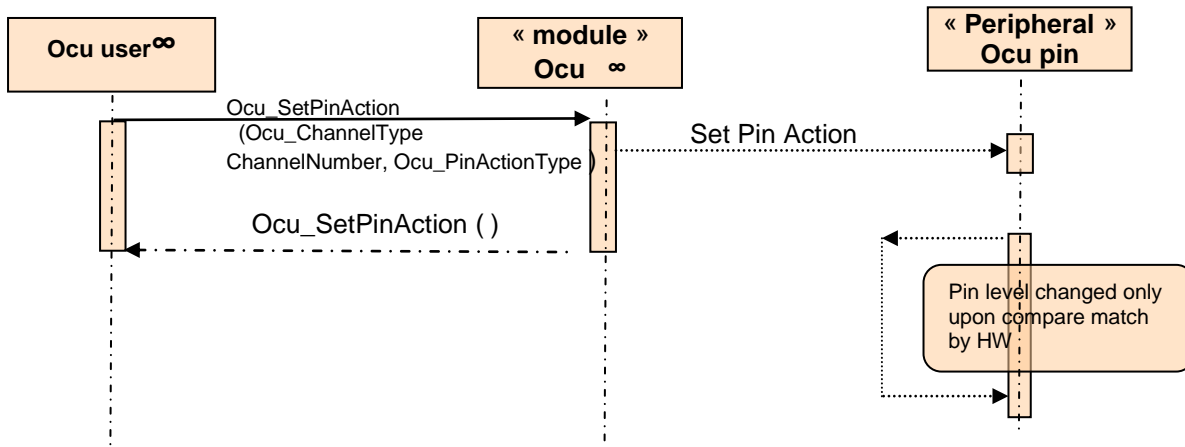 Ocu user∞
« module »
Ocu ∞
« Peripheral »
Ocu pin
Ocu_SetPinAction
(Ocu_ChannelType
ChannelNumber, Ocu_PinActionType )
Set Pin Action
Ocu_SetPinAction ( )
Pin level changed only
upon compare match
by HW